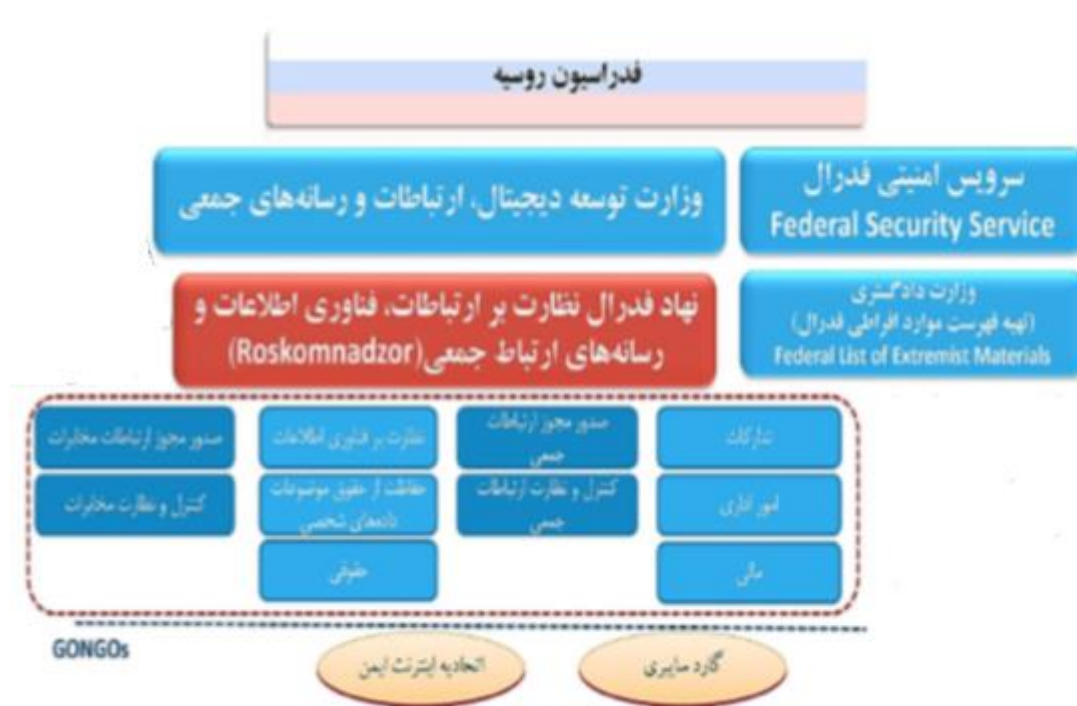 فدراسیون روسیه
سرویس امنیتی فدرال
Federal Security Service
وزارت توسعه دیجیتال، ارتباطات و رسانه‌های جمعی
وزارت دادگستری
(تهیه فهرست موارد افراطی فدرال)
Federal List of Extremist Materials
نهاد فدرال نظارت بر ارتباطات، فناوری اطلاعات و
رسانه‌های ارتباط جمعی(Roskomnadzor)
تدارکات
صدور مجوز ارتباطات
جمعی
نظارت بر فناوری اطلاعات
صدور مجوز ارتباطات مخابرات
امور اداری
کنترل و نظارت ارتباطات
جمعی
حفاظت از حقوق موضوعات
داده‌های شخصی
کنترل و نظارت مخابرات
مالی
حقوقی
GONGOs
گارد سایبری
اتحادیه اینترنت ایمن